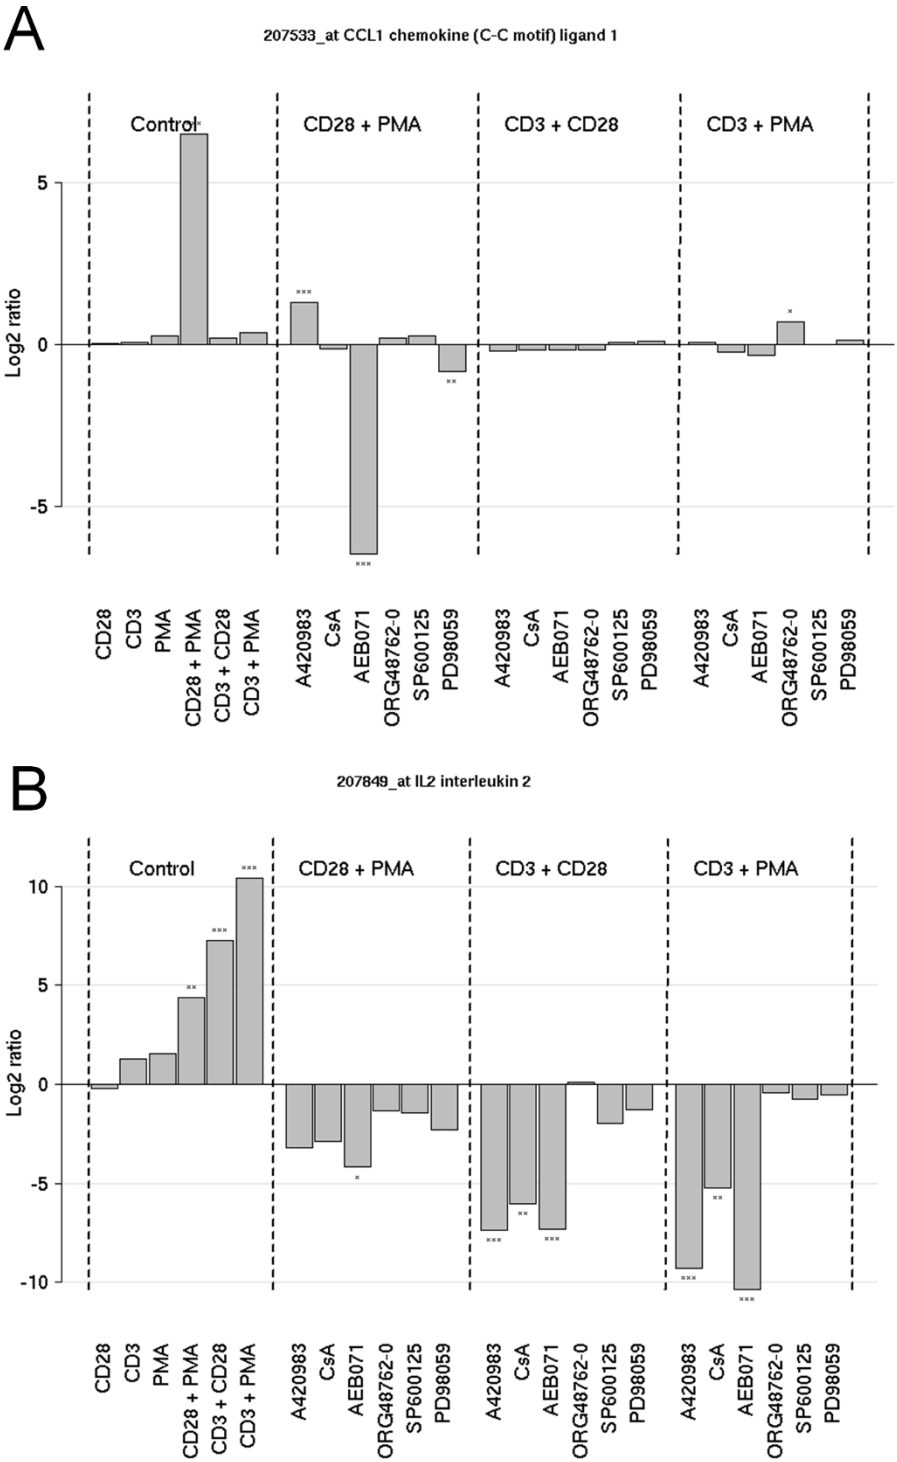 A
207533_at CCL1 chemokine (C-C motif) ligand 1
Control CD28 + PMA CD3 + CD28 CD3 + PMA
***
5
***
*
0
**
-5
***
Log2 ratio
CD28 CD3 PMA CD28 + PMA CD3 + CD28 CD3 + PMA A420983 CsA AEB071 ORG48762-0 SP600125 PD98059 A420983 CsA AEB071 ORG48762-0 SP600125 PD98059 A420983 CsA AEB071 ORG48762-0 SP600125 PD98059
B
207849_at IL2 interleukin 2
Control CD28 + PMA CD3 + CD28 CD3 + PMA
***
10
***
5
**
0
*
-5
** **
*** ***
-10
*** ***
Log2 ratio
CD28 CD3 PMA CD28 + PMA CD3 + CD28 CD3 + PMA A420983 CsA AEB071 ORG48762-0 SP600125 PD98059 A420983 CsA AEB071 ORG48762-0 SP600125 PD98059 A420983 CsA AEB071 ORG48762-0 SP600125 PD98059